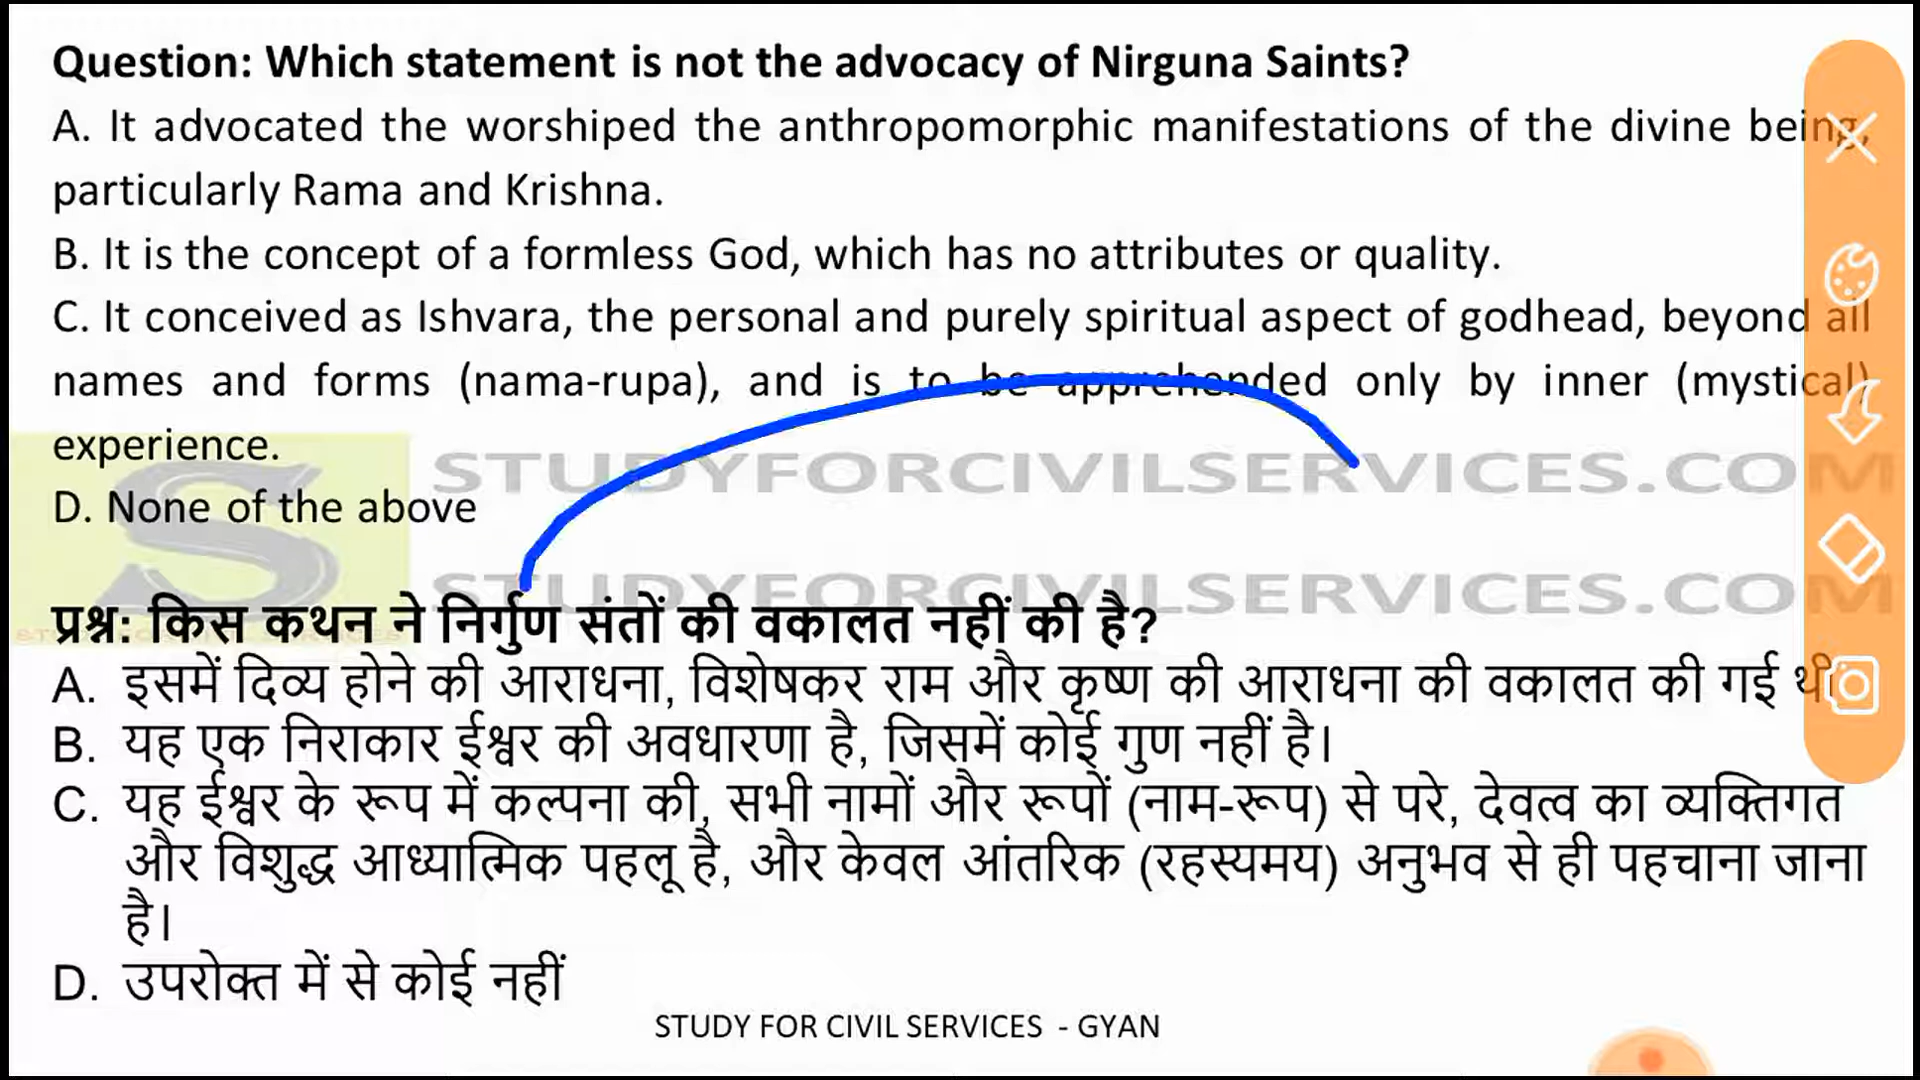 Question: Which statement is not the advocacy of Nirguna Saints?
A. It advocated the worshiped the anthropomorphic manifestations of the divine being,
particularly Rama and Krishna.
B. It is the concept of a formless God, which has no attributes or quality.
C. It conceived as Ishvara, the personal and purely spiritual aspect of godhead, beyond all
names and forms (nama-rupa), and is to be apprehended only by inner (mystical)
experience.
STUDYFORCIVILSERVICES.COM
D. None of the above
STUDYFORCIVILSERVICES.COM
प्रश्न: किस कथन ने निर्गुण संतों की वकालत नहीं की है?
A. इसमें दिव्य होने की आराधना, विशेषकर राम और कृष्ण की आराधना की वकालत की गई थी
B. यह एक निराकार ईश्वर की अवधारणा है, जिसमें कोई गुण नहीं है।
C. यह ईश्वर के रूप में कल्पना की, सभी नामों और रूपों (नाम-रूप) से परे, देवत्व का व्यक्तिगत
और विशुद्ध आध्यात्मिक पहलू है, और केवल आंतरिक (रहस्यमय) अनुभव से ही पहचाना जाना
है।
D. उपरोक्त में से कोई नहीं
STUDY FOR CIVIL SERVICES - GYAN